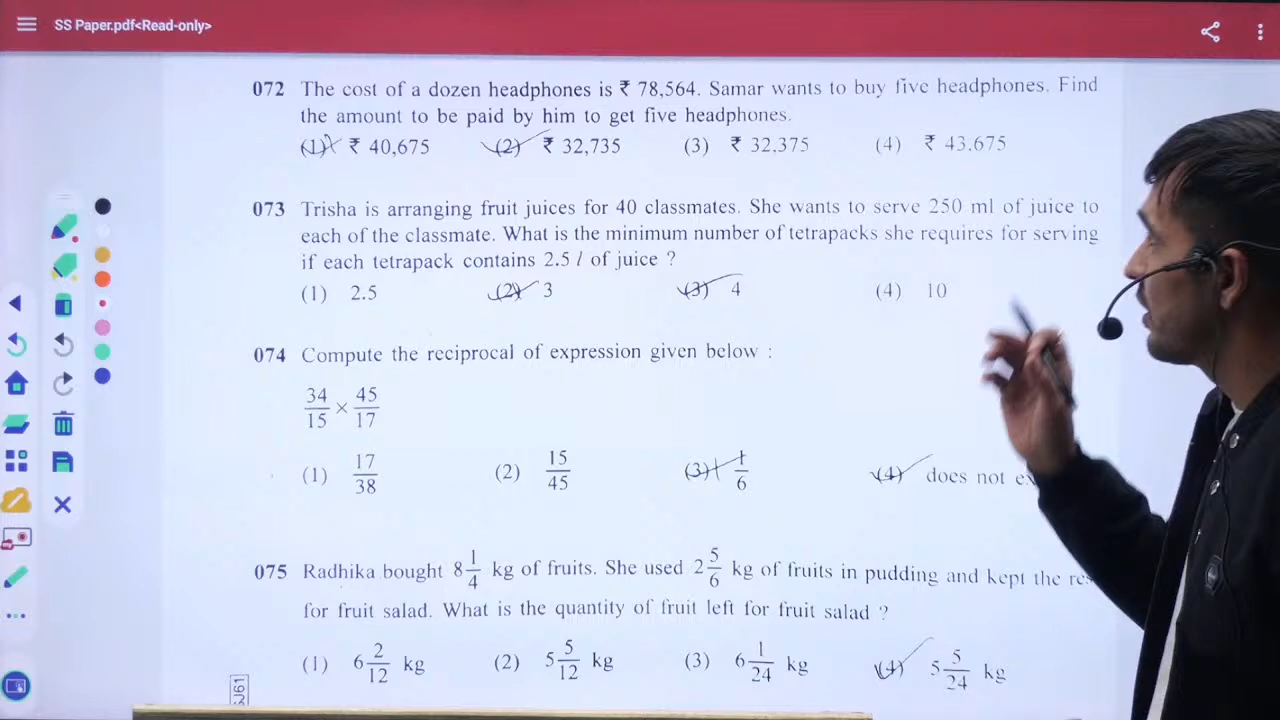 SS Paper.pdf<Read-only>
072 The cost of a dozen headphones is ₹ 78,564. Samar wants to buy five headphones. Find
the amount to be paid by him to get five headphones.
(1) ₹ 40,675 (2) ₹ 32,735 (3) ₹ 32,375 (4) ₹ 43.675
073 Trisha is arranging fruit juices for 40 classmates. She wants to serve 250 ml of juice to
each of the classmate. What is the minimum number of tetrapacks she requires for serving
if each tetrapack contains 2.5 l of juice ?
(1) 2.5 (2) 3 (3) 4 (4) 10
074 Compute the reciprocal of expression given below :
34/15 × 45/17
(1) 17/38 (2) 15/45 (3) 1/6 (4) does not
075 Radhika bought 8 1/4 kg of fruits. She used 2 5/6 kg of fruits in pudding and kept the
for fruit salad. What is the quantity of fruit left for fruit salad ?
(1) 6 2/12 kg (2) 5 5/12 kg (3) 6 1/24 kg (4) 5 5/24 kg